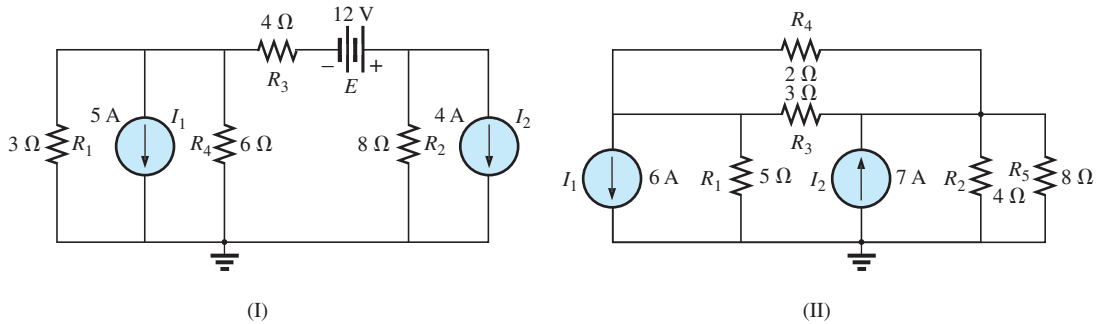 4 Ω
12 V
R3
− E +
3 Ω R1
5 A I1
R4 6 Ω
8 Ω R2
4 A I2
(I)
R4
2 Ω
3 Ω
R3
I1 6 A
R1 5 Ω
I2 7 A
R2 4 Ω
R5 8 Ω
(II)